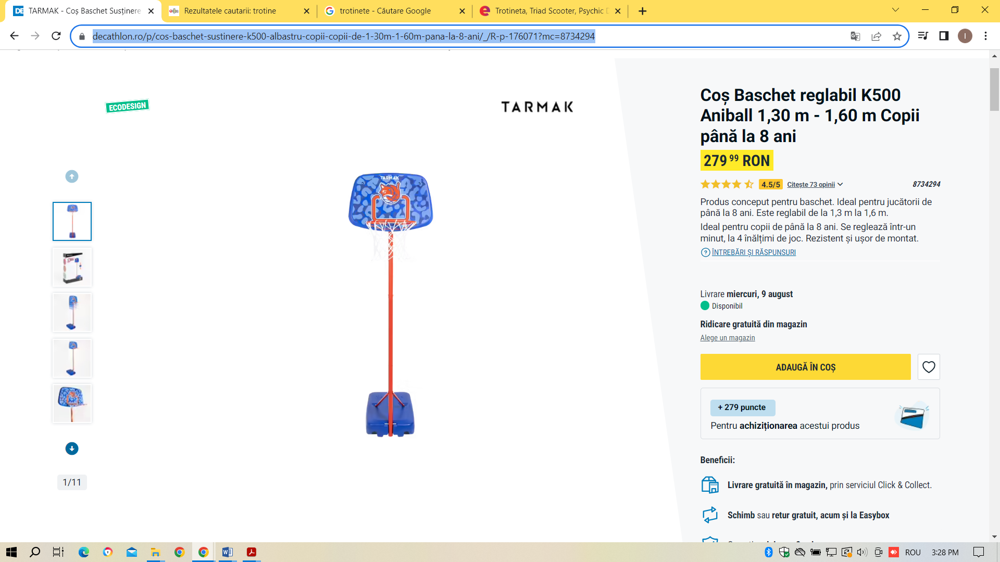 TARMAK - Coș Baschet Susținere
Rezultatele cautarii: trotine
trotinete - Căutare Google
Trotineta, Triad Scooter, Psychic
decathlon.ro/p/cos-baschet-sustinere-k500-albastru-copii-copii-de-1-30m-1-60m-pana-la-8-ani/_/R-p-176071?mc=8734294
I
ECODESIGN
TARMAK
TARMAK
1/11
Coș Baschet reglabil K500
Aniball 1,30 m - 1,60 m Copii
până la 8 ani
279 99 RON
4.5/5 Citește 73 opinii 8734294
Produs conceput pentru baschet. Ideal pentru jucătorii de
până la 8 ani. Este reglabil de la 1,3 m la 1,6 m.
Ideal pentru copii de până la 8 ani. Se reglează într-un
minut, la 4 înălțimi de joc. Rezistent și ușor de montat.
ÎNTREBĂRI ȘI RĂSPUNSURI
Livrare miercuri, 9 august
Disponibil
Ridicare gratuită din magazin
Alege un magazin
ADAUGĂ ÎN COȘ
+ 279 puncte
Pentru achiziționarea acestui produs
Beneficii:
Livrare gratuită în magazin, prin serviciul Click & Collect.
Schimb sau retur gratuit, acum și la Easybox
ROU 3:28 PM